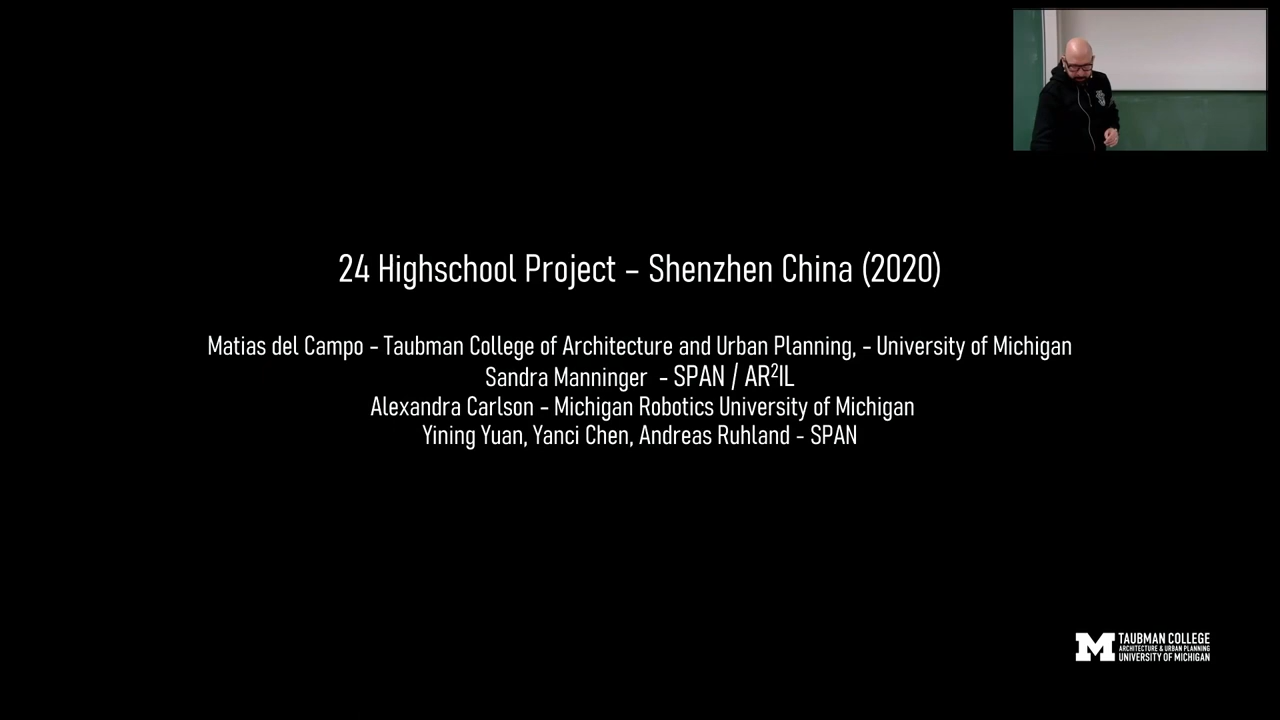 24 Highschool Project – Shenzhen China (2020)
Matias del Campo – Taubman College of Architecture and Urban Planning, – University of Michigan
Sandra Manninger – SPAN / AR²IL
Alexandra Carlson – Michigan Robotics University of Michigan
Yining Yuan, Yanci Chen, Andreas Ruhland – SPAN
M
TAUBMAN COLLEGE
ARCHITECTURE & URBAN PLANNING
UNIVERSITY OF MICHIGAN